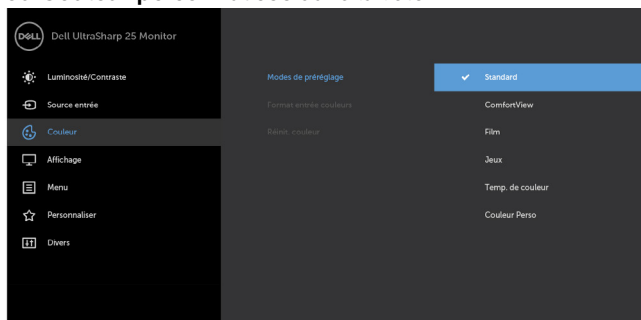 DELL
Dell UltraSharp 25 Monitor
Luminosité/Contraste
Source entrée
Couleur
Affichage
Menu
Personnaliser
Divers
Modes de préréglage
Format entrée couleurs
Réinit. couleur
Standard
ComfortView
Film
Jeux
Temp. de couleur
Couleur Perso